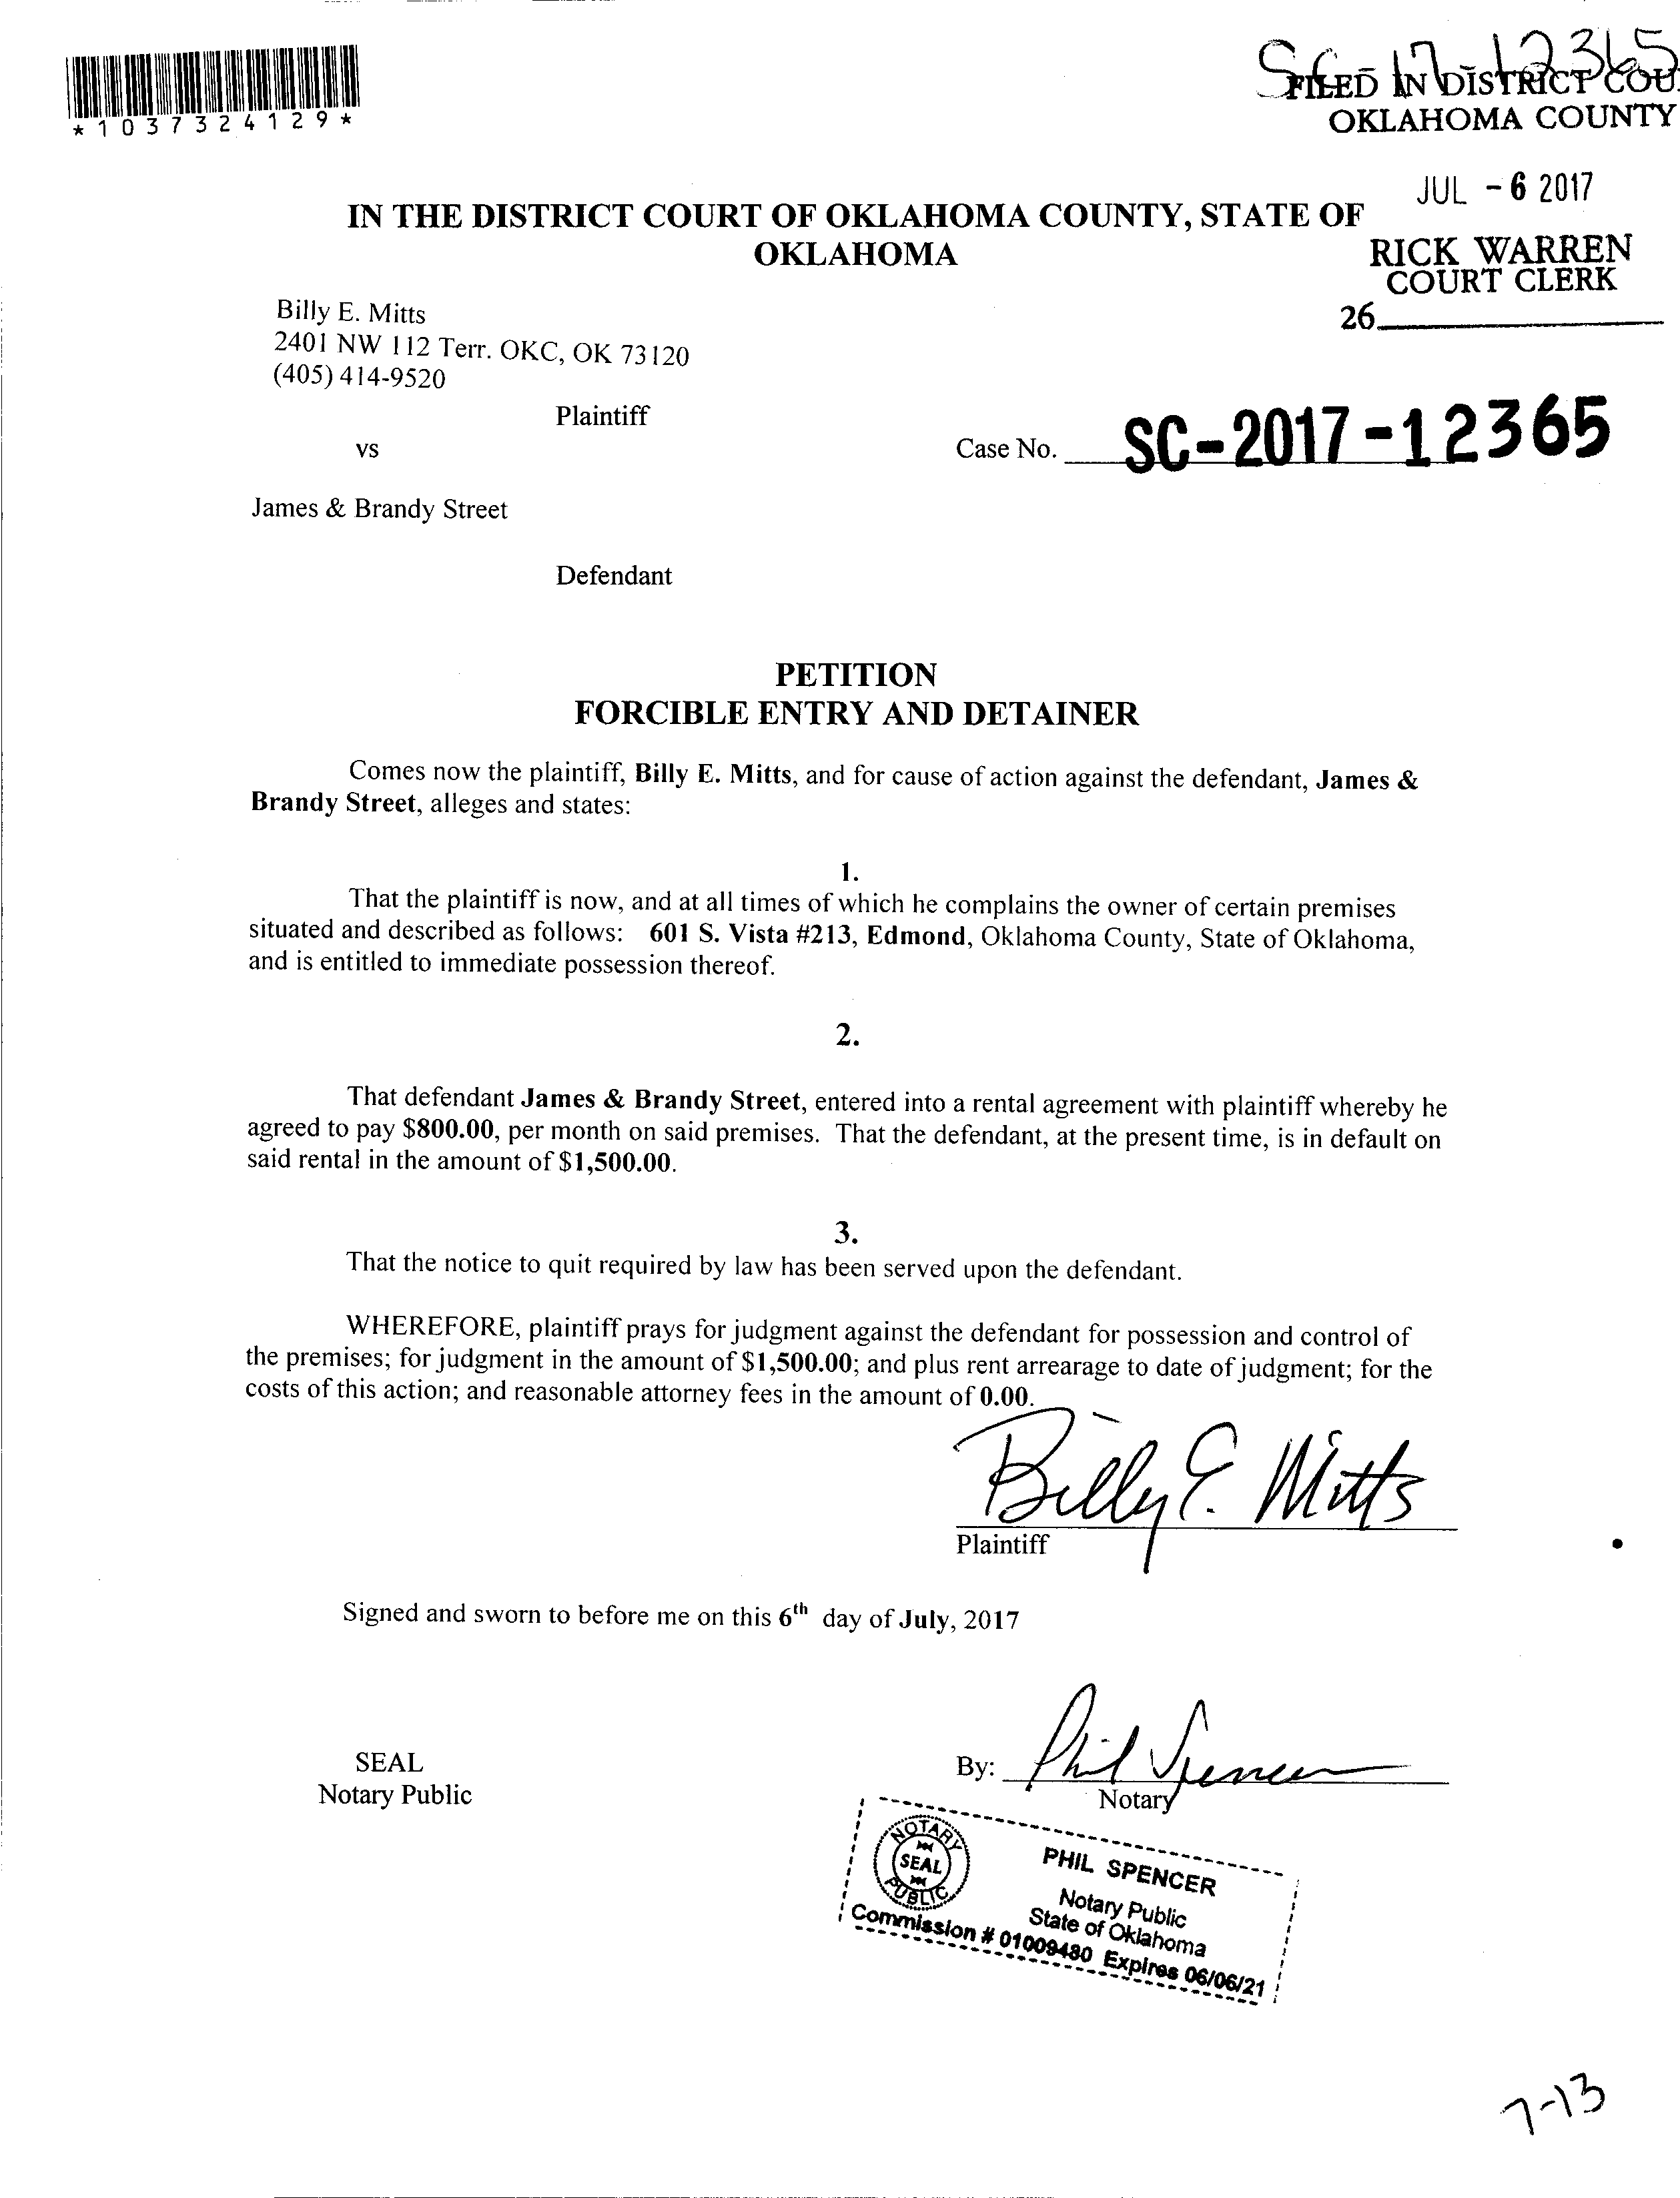 *1037324129*
SC-17-12365
FILED IN DISTRICT COU
OKLAHOMA COUNTY
JUL - 6 2017
RICK WARREN
COURT CLERK
26
IN THE DISTRICT COURT OF OKLAHOMA COUNTY, STATE OF
OKLAHOMA
Billy E. Mitts
2401 NW 112 Terr. OKC, OK 73120
(405) 414-9520
Plaintiff
vs
Case No. SC-2017-12365
James & Brandy Street
Defendant
PETITION
FORCIBLE ENTRY AND DETAINER
Comes now the plaintiff, Billy E. Mitts, and for cause of action against the defendant, James &
Brandy Street, alleges and states:
1.
That the plaintiff is now, and at all times of which he complains the owner of certain premises
situated and described as follows: 601 S. Vista #213, Edmond, Oklahoma County, State of Oklahoma,
and is entitled to immediate possession thereof.
2.
That defendant James & Brandy Street, entered into a rental agreement with plaintiff whereby he
agreed to pay $800.00, per month on said premises. That the defendant, at the present time, is in default on
said rental in the amount of $1,500.00.
3.
That the notice to quit required by law has been served upon the defendant.
WHEREFORE, plaintiff prays for judgment against the defendant for possession and control of
the premises; for judgment in the amount of $1,500.00; and plus rent arrearage to date of judgment; for the
costs of this action; and reasonable attorney fees in the amount of 0.00.
Billy E. Mitts
Plaintiff
Signed and sworn to before me on this 6th day of July, 2017
SEAL
Notary Public
By: Phil Spencer
Notary
NOTARY
SEAL
PUBLIC
PHIL SPENCER
Notary Public
State of Oklahoma
Commission # 01009480 Expires 06/06/21
7-13